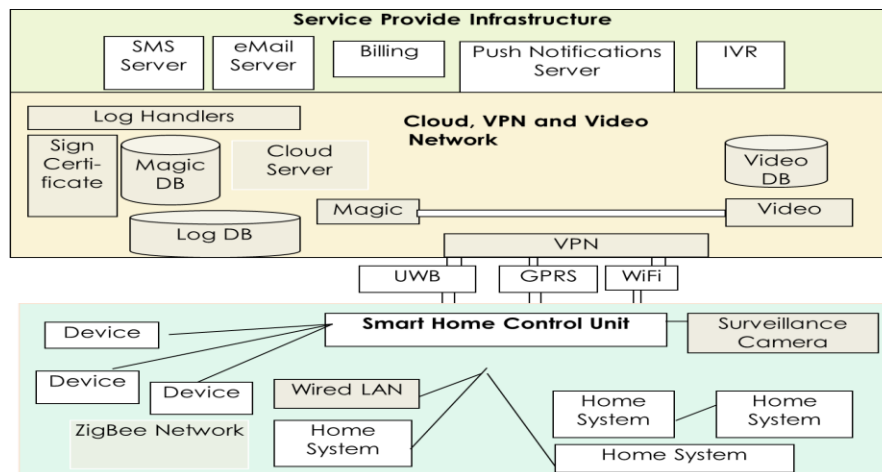 Service Provide Infrastructure
SMS
Server
eMail
Server
Billing
Push Notifications
Server
IVR
Log Handlers
Cloud, VPN and Video
Network
Sign
Certi-
ficate
Magic
DB
Cloud
Server
Video
DB
Magic
Video
Log DB
VPN
UWB
GPRS
WiFi
Smart Home Control Unit
Device
Surveillance
Camera
Device
Device
Wired LAN
Home
System
Home
System
ZigBee Network
Home
System
Home System